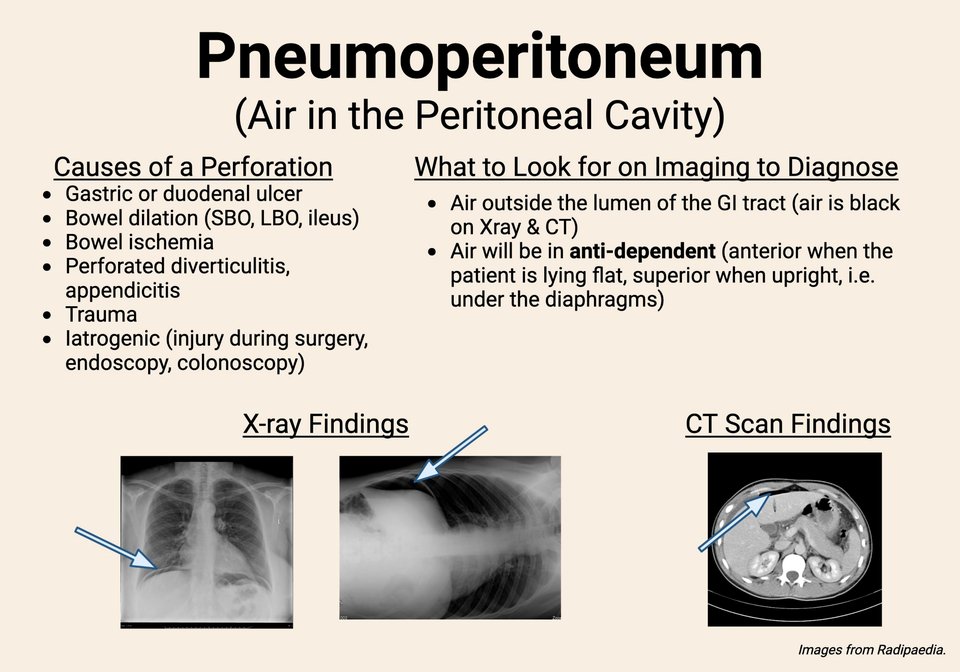 Pneumoperitoneum
(Air in the Peritoneal Cavity)
Causes of a Perforation
• Gastric or duodenal ulcer
• Bowel dilation (SBO, LBO, ileus)
• Bowel ischemia
• Perforated diverticulitis,
appendicitis
• Trauma
• Iatrogenic (injury during surgery,
endoscopy, colonoscopy)
What to Look for on Imaging to Diagnose
• Air outside the lumen of the GI tract (air is black
on Xray & CT)
• Air will be in anti-dependent (anterior when the
patient is lying flat, superior when upright, i.e.
under the diaphragms)
X-ray Findings
CT Scan Findings
Images from Radipaedia.